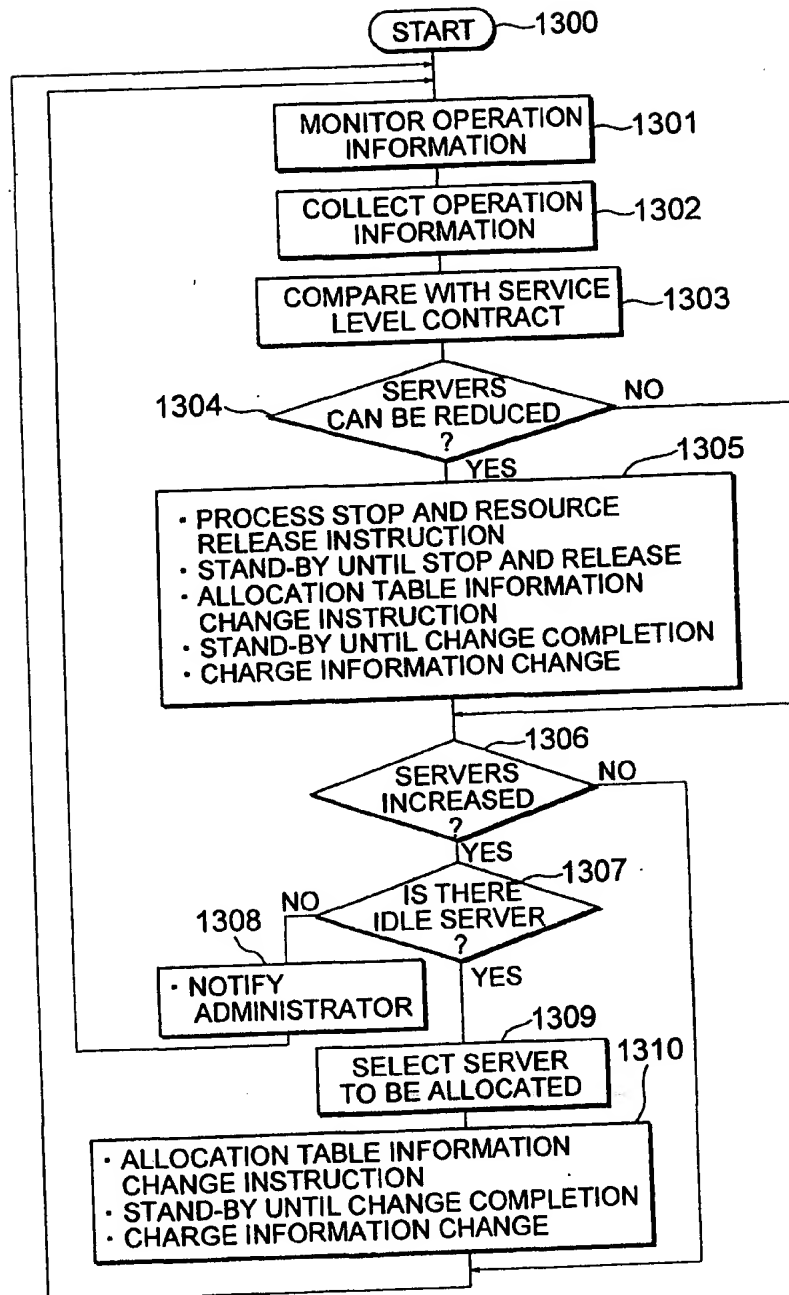 START
1300
MONITOR OPERATION
INFORMATION
1301
COLLECT OPERATION
INFORMATION
1302
COMPARE WITH SERVICE
LEVEL CONTRACT
1303
1304
SERVERS
CAN BE REDUCED
?
NO
YES
1305
· PROCESS STOP AND RESOURCE
RELEASE INSTRUCTION
· STAND-BY UNTIL STOP AND RELEASE
· ALLOCATION TABLE INFORMATION
CHANGE INSTRUCTION
· STAND-BY UNTIL CHANGE COMPLETION
· CHARGE INFORMATION CHANGE
1306
SERVERS
INCREASED
?
NO
YES
1307
IS THERE
IDLE SERVER
?
NO
YES
1308
· NOTIFY
ADMINISTRATOR
1309
SELECT SERVER
TO BE ALLOCATED
1310
· ALLOCATION TABLE INFORMATION
CHANGE INSTRUCTION
· STAND-BY UNTIL CHANGE COMPLETION
· CHARGE INFORMATION CHANGE